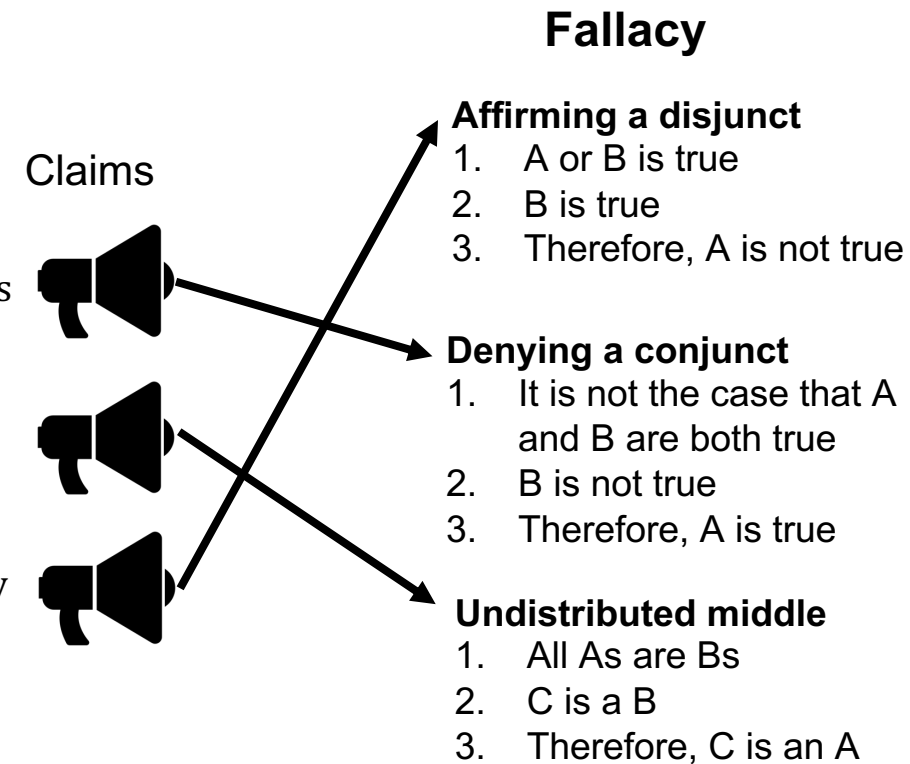 Fallacy
Claims
s
y
Affirming a disjunct
1. A or B is true
2. B is true
3. Therefore, A is not true
Denying a conjunct
1. It is not the case that A
and B are both true
2. B is not true
3. Therefore, A is true
Undistributed middle
1. All As are Bs
2. C is a B
3. Therefore, C is an A